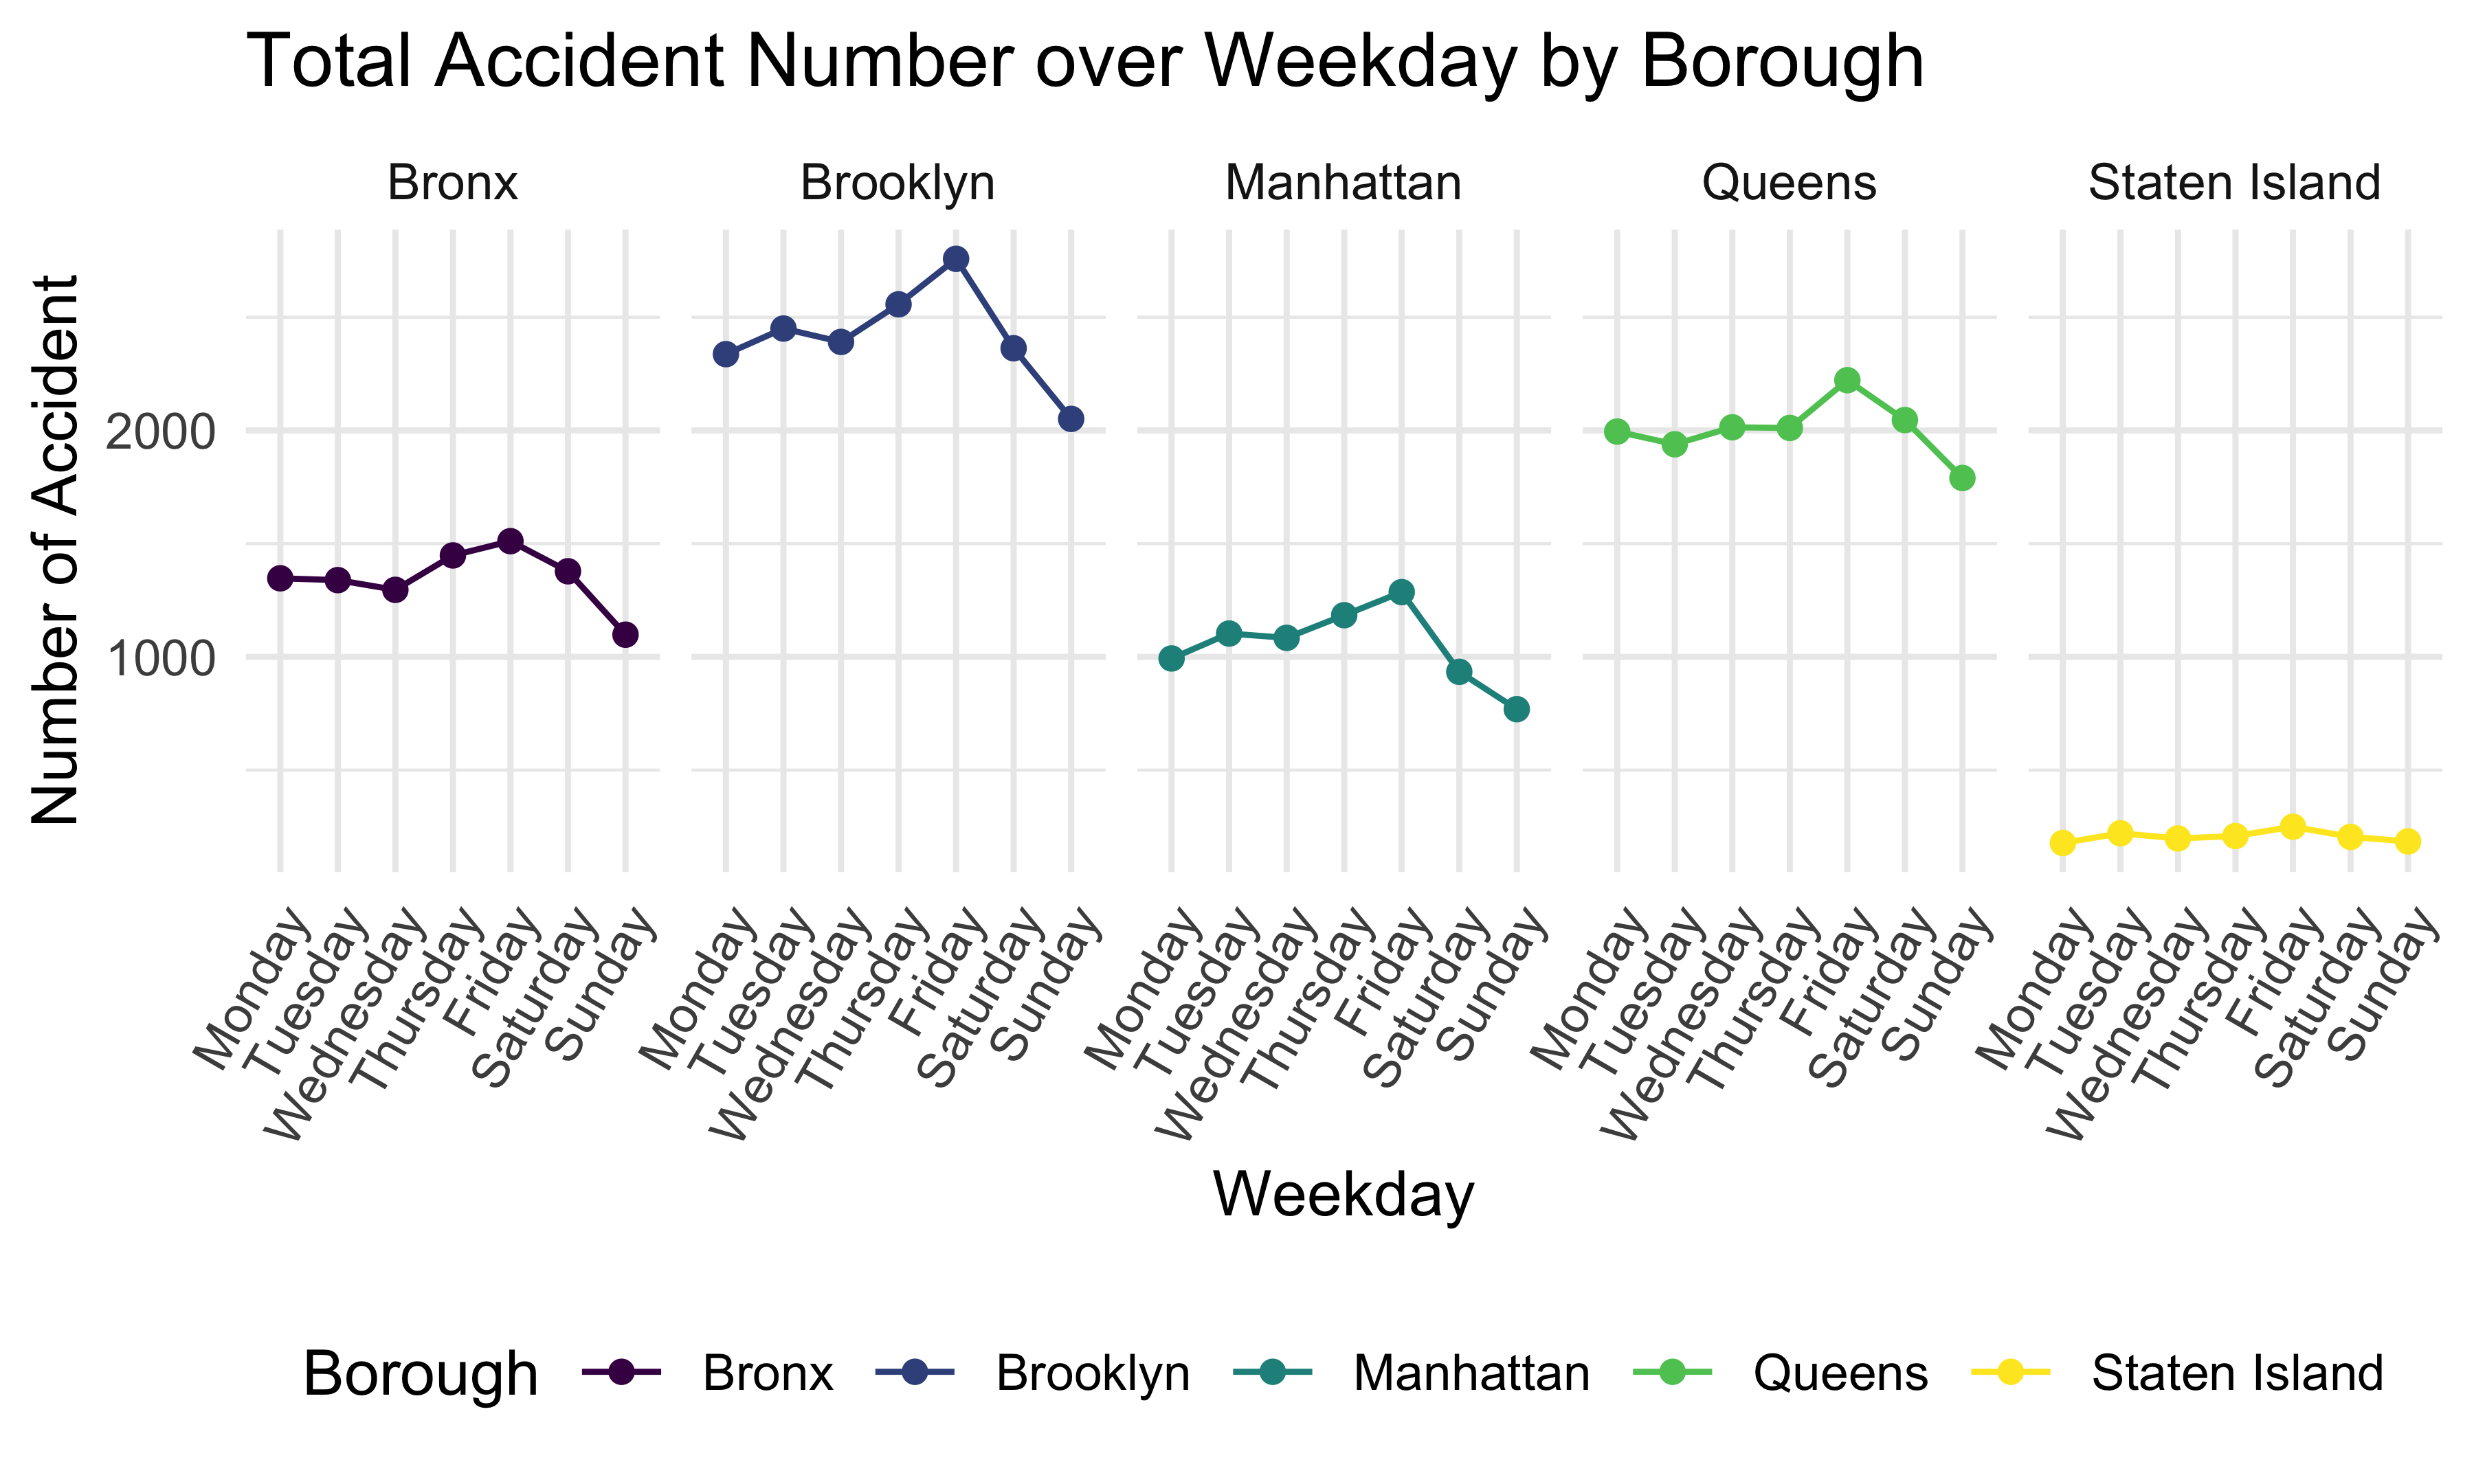 Total Accident Number over Weekday by Borough
Bronx Brooklyn Manhattan Queens Staten Island
Number of Accident
2000
1000
Monday Tuesday Wednesday Thursday Friday Saturday Sunday Monday Tuesday Wednesday Thursday Friday Saturday Sunday Monday Tuesday Wednesday Thursday Friday Saturday Sunday Monday Tuesday Wednesday Thursday Friday Saturday Sunday Monday Tuesday Wednesday Thursday Friday Saturday Sunday
Weekday
Borough Bronx Brooklyn Manhattan Queens Staten Island